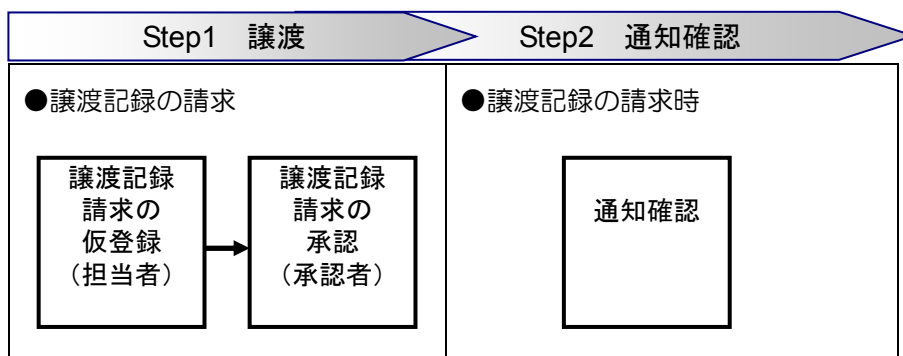 Step1　譲渡
Step2　通知確認
●譲渡記録の請求
譲渡記録
請求の
仮登録
（担当者）
譲渡記録
請求の
承認
（承認者）
●譲渡記録の請求時
通知確認